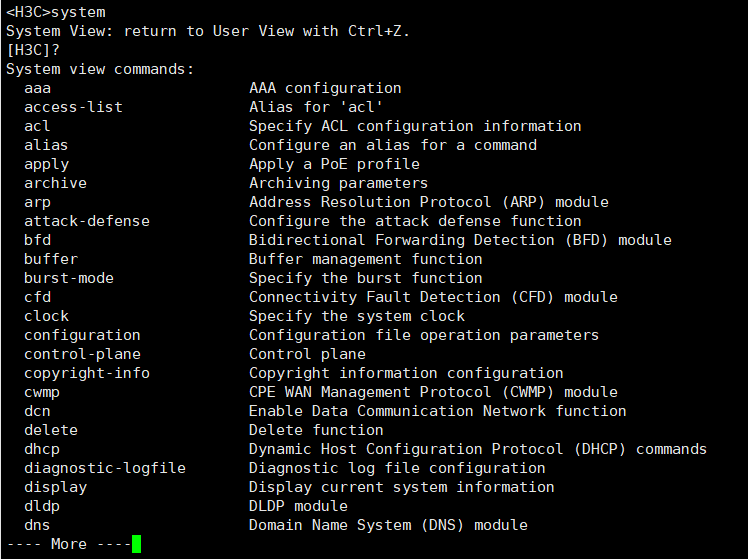 <H3C>system
System View: return to User View with Ctrl+Z.
[H3C]?
System view commands:
  aaa                      AAA configuration
  access-list              Alias for 'acl'
  acl                      Specify ACL configuration information
  alias                    Configure an alias for a command
  apply                    Apply a PoE profile
  archive                  Archiving parameters
  arp                      Address Resolution Protocol (ARP) module
  attack-defense           Configure the attack defense function
  bfd                      Bidirectional Forwarding Detection (BFD) module
  buffer                   Buffer management function
  burst-mode               Specify the burst function
  cfd                      Connectivity Fault Detection (CFD) module
  clock                    Specify the system clock
  configuration            Configuration file operation parameters
  control-plane            Control plane
  copyright-info           Copyright information configuration
  cwmp                     CPE WAN Management Protocol (CWMP) module
  dcn                      Enable Data Communication Network function
  delete                   Delete function
  dhcp                     Dynamic Host Configuration Protocol (DHCP) commands
  diagnostic-logfile       Diagnostic log file configuration
  display                  Display current system information
  dldp                     DLDP module
  dns                      Domain Name System (DNS) module
---- More ----